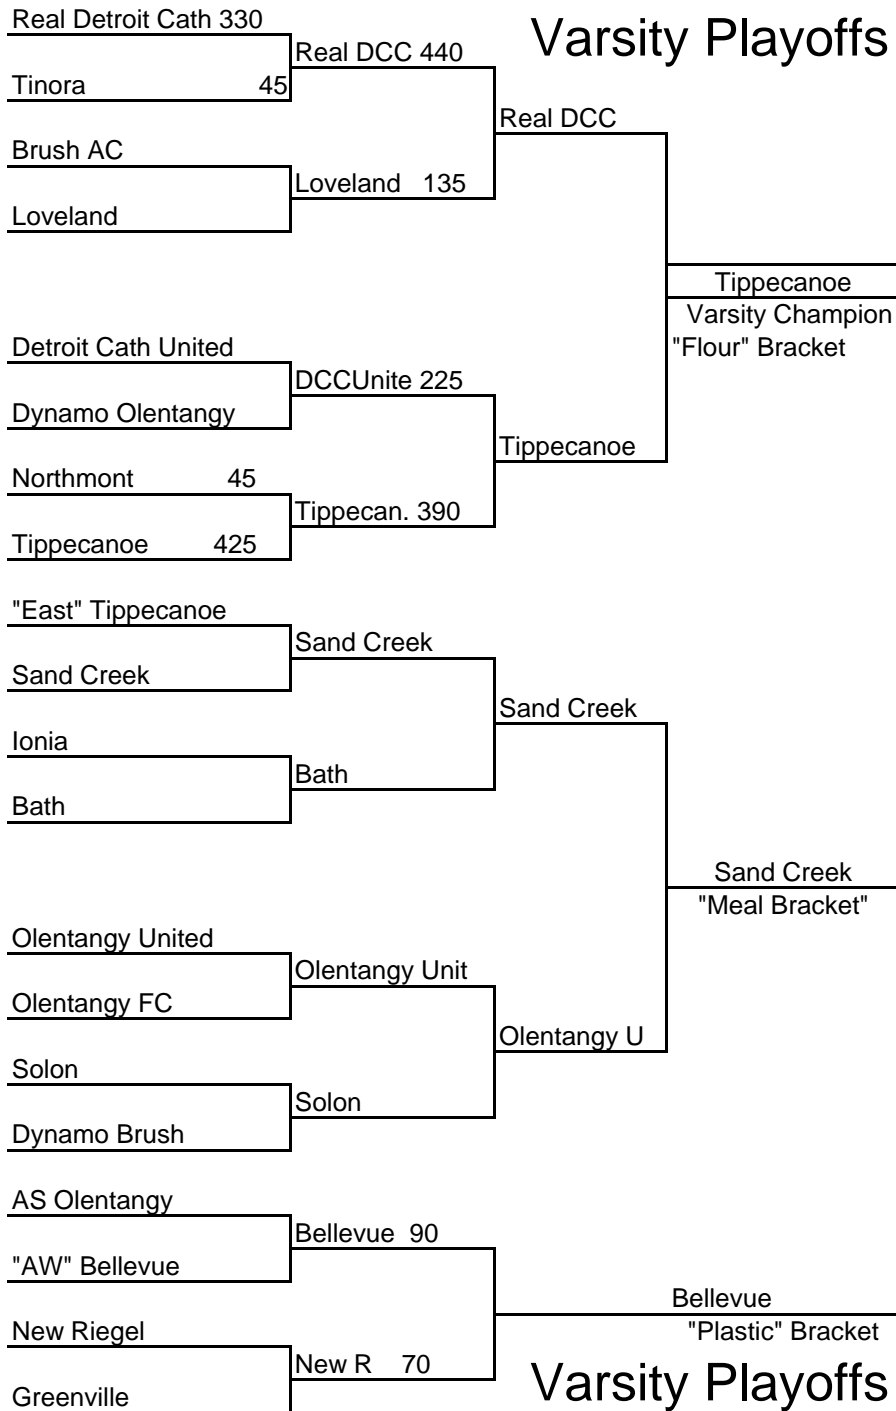 Real Detroit Cath 330
Varsity Playoffs
Real DCC 440
Tinora 45
Real DCC
Brush AC
Loveland 135
Loveland
Tippecanoe
Varsity Champion
Detroit Cath United
"Flour" Bracket
DCCUnite 225
Dynamo Olentangy
Tippecanoe
Northmont 45
Tippecan. 390
Tippecanoe 425
"East" Tippecanoe
Sand Creek
Sand Creek
Sand Creek
Ionia
Bath
Bath
Sand Creek
"Meal Bracket"
Olentangy United
Olentangy Unit
Olentangy FC
Olentangy U
Solon
Solon
Dynamo Brush
AS Olentangy
Bellevue 90
"AW" Bellevue
Bellevue
New Riegel
"Plastic" Bracket
New R 70
Varsity Playoffs
Greenville